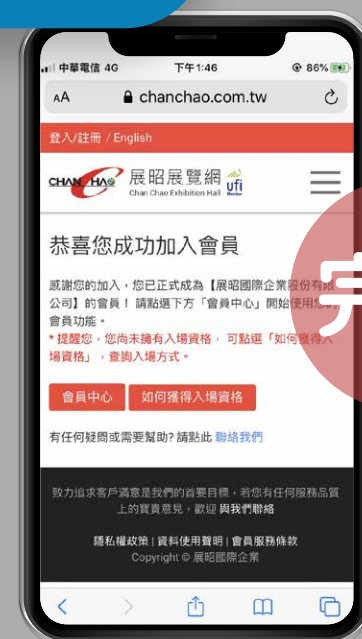 中華電信 4G 下午1:46 86%
AA chanchao.com.tw
登入/註冊 / English
CHAN CHAO 展昭展覽網 ufi
Chan Chao Exhibition Hall Member
恭喜您成功加入會員
感謝您的加入，您已正式成為【展昭國際企業股份有限
公司】的會員！ 請點選下方「會員中心」開始使用您的
會員功能。
*提醒您，您尚未擁有入場資格， 可點選「如何獲得入
場資格」，查詢入場方式。
會員中心 如何獲得入場資格
有任何疑問或需要幫助? 請點此 聯絡我們
致力追求客戶滿意是我們的首要目標，若您有任何服務品質
上的寶貴意見，歡迎 與我們聯絡
隱私權政策 | 資料使用聲明 | 會員服務條款
Copyright © 展昭國際企業